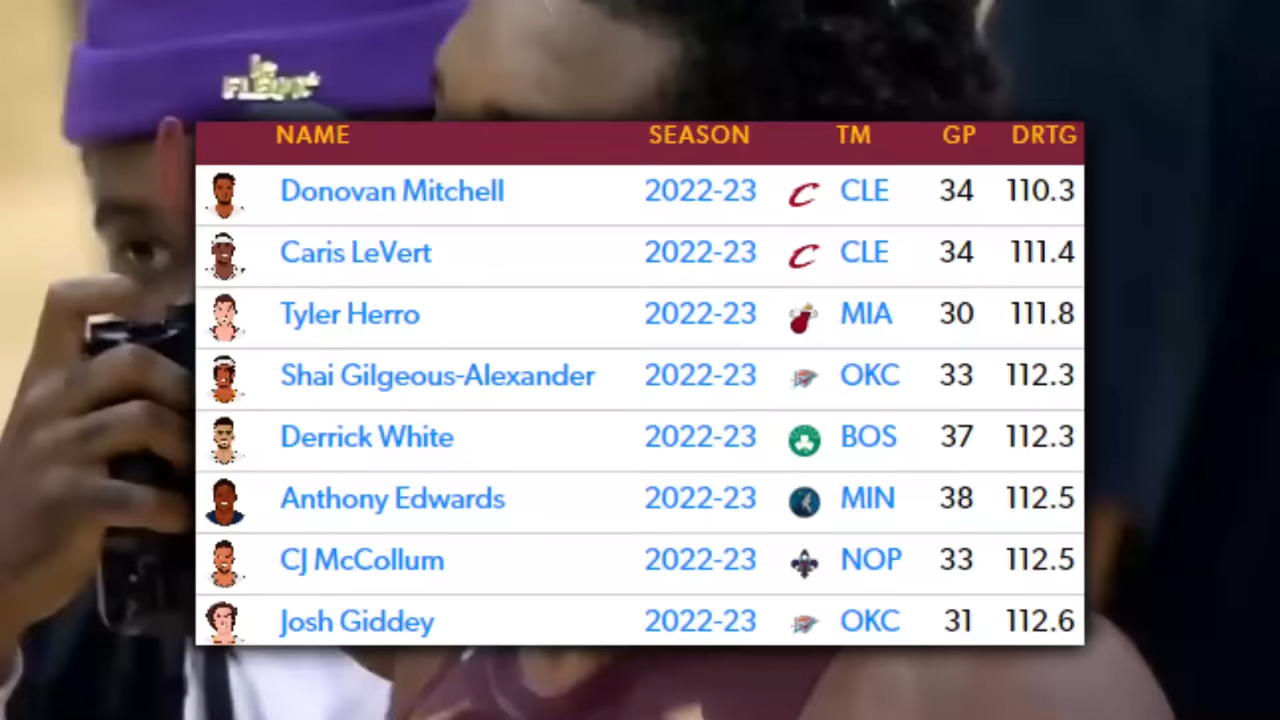 le
FLEUR*
NAME SEASON TM GP DRTG
Donovan Mitchell 2022-23 CLE 34 110.3
Caris LeVert 2022-23 CLE 34 111.4
Tyler Herro 2022-23 MIA 30 111.8
Shai Gilgeous-Alexander 2022-23 OKC 33 112.3
Derrick White 2022-23 BOS 37 112.3
Anthony Edwards 2022-23 MIN 38 112.5
CJ McCollum 2022-23 NOP 33 112.5
Josh Giddey 2022-23 OKC 31 112.6